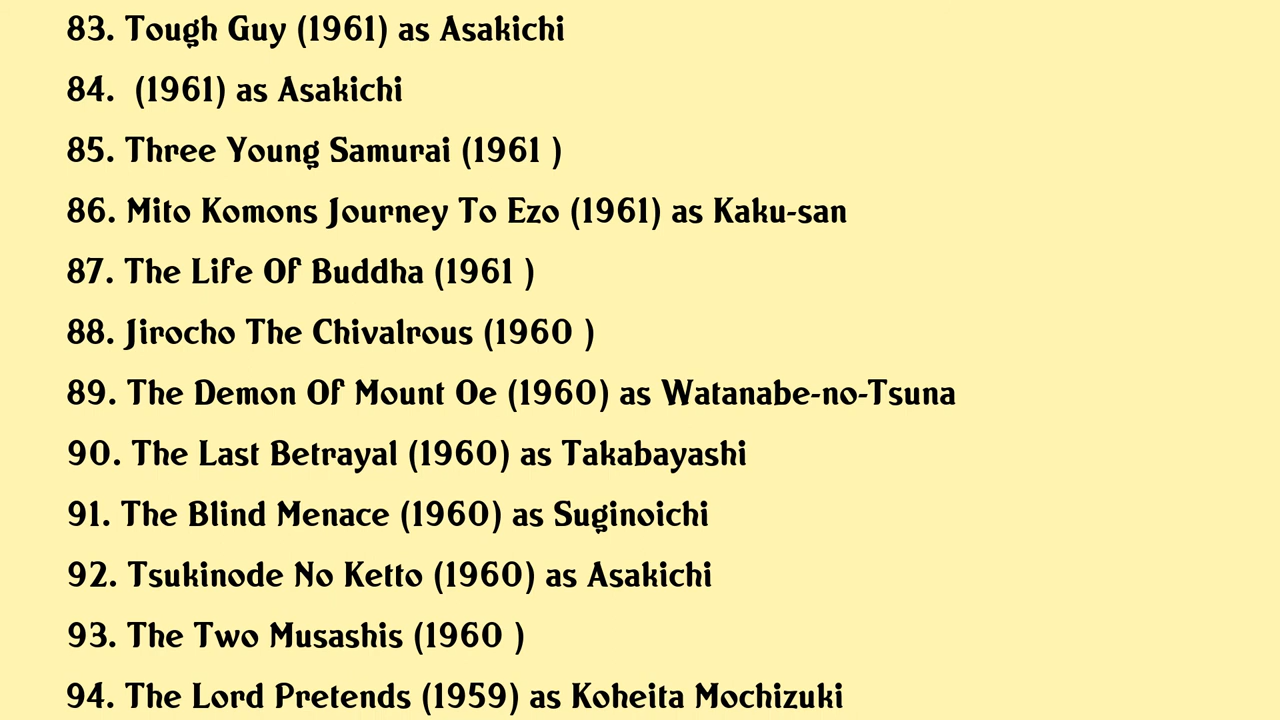 83. Tough Guy (1961) as Asakichi
84.  (1961) as Asakichi
85. Three Young Samurai (1961 )
86. Mito Komons Journey To Ezo (1961) as Kaku-san
87. The Life Of Buddha (1961 )
88. Jirocho The Chivalrous (1960 )
89. The Demon Of Mount Oe (1960) as Watanabe-no-Tsuna
90. The Last Betrayal (1960) as Takabayashi
91. The Blind Menace (1960) as Suginoichi
92. Tsukinode No Ketto (1960) as Asakichi
93. The Two Musashis (1960 )
94. The Lord Pretends (1959) as Koheita Mochizuki